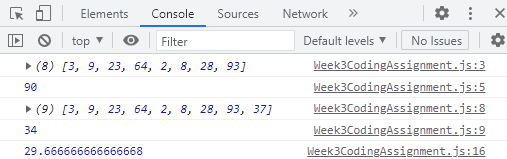 Elements Console Sources Network »
top Filter Default levels No Issues
(8) [3, 9, 23, 64, 2, 8, 28, 93] Week3CodingAssignment.js:3
90 Week3CodingAssignment.js:5
(9) [3, 9, 23, 64, 2, 8, 28, 93, 37] Week3CodingAssignment.js:8
34 Week3CodingAssignment.js:9
29.666666666666668 Week3CodingAssignment.js:16